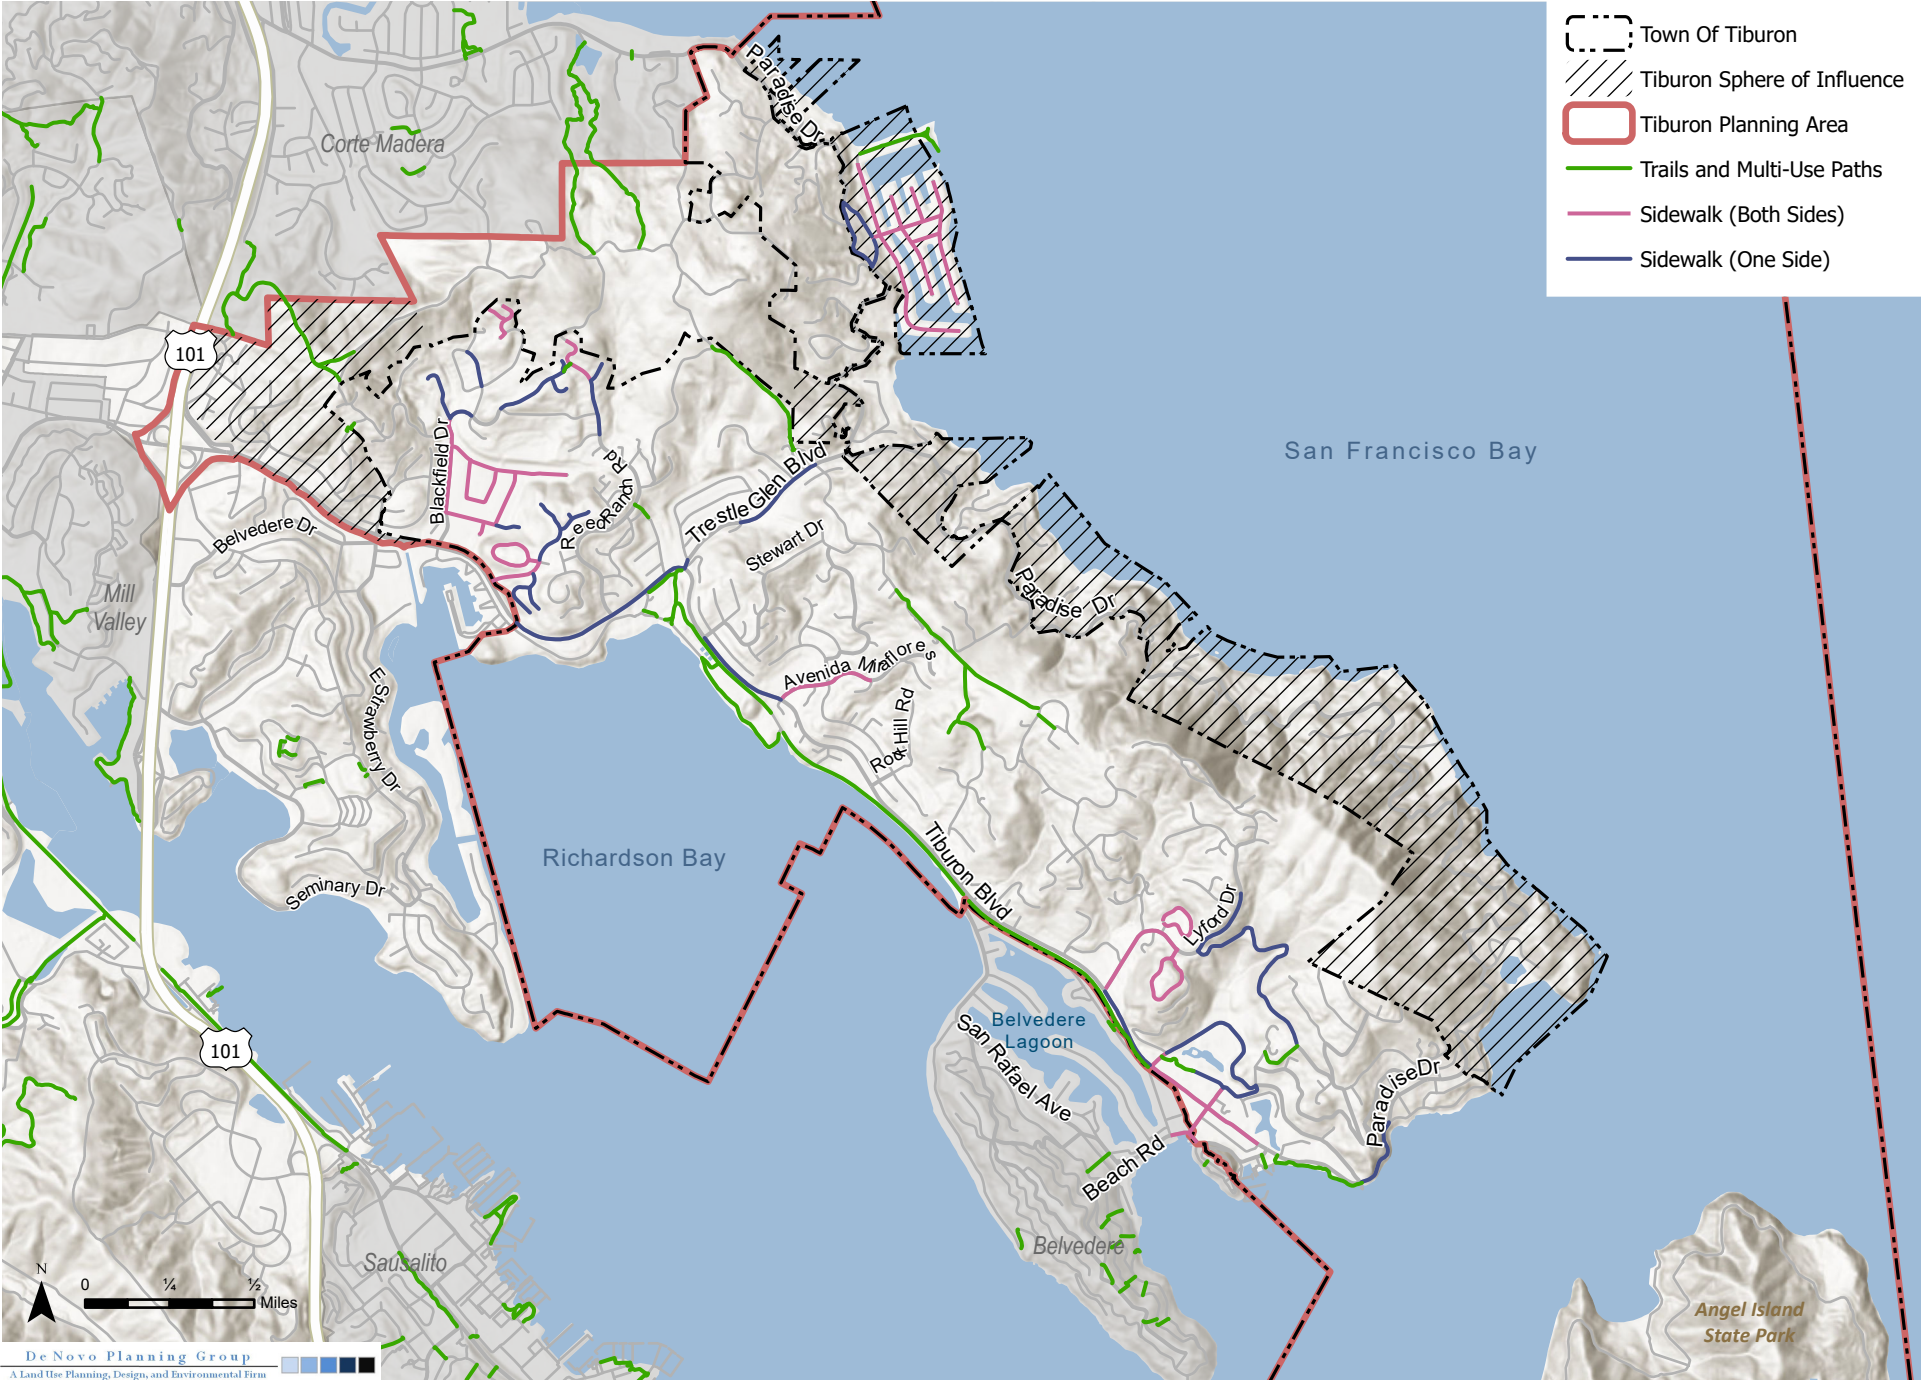 Town Of Tiburon
Tiburon Sphere of Influence
Tiburon Planning Area
Trails and Multi-Use Paths
Sidewalk (Both Sides)
Sidewalk (One Side)
Paradise Dr
Corte Madera
101
San Francisco Bay
Blackfield Dr
Reed Ranch Rd
Trestle Glen Blvd
Belvedere Dr
Stewart Dr
Paradise Dr
Mill
Valley
Avenida Miraflores
E Strawberry Dr
Rock Hill Rd
Richardson Bay
Tiburon Blvd
Seminary Dr
Lyford Dr
Belvedere
Lagoon
San Rafael Ave
101
Paradise Dr
Beach Rd
Belvedere
Sausalito
Angel Island
State Park
N
0 ¼ ½
Miles
De Novo Planning Group
A Land Use Planning, Design, and Environmental Firm